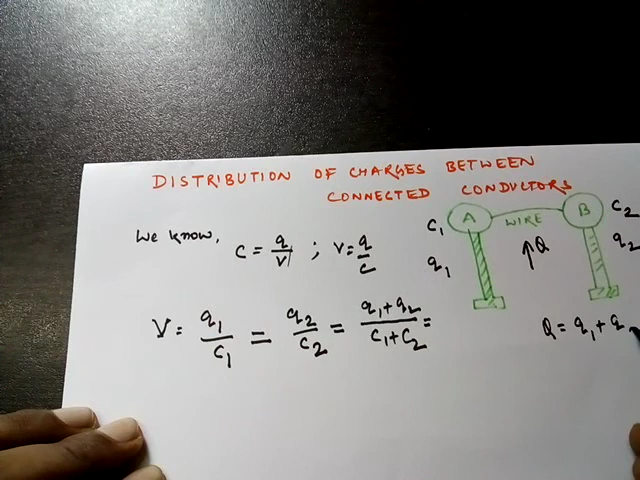 DISTRIBUTION OF CHARGES BETWEEN
CONNECTED CONDUCTORS
We know, C = q/V ; V = q/C
C1 A WIRE B C2
q1 Q q2
V = q1/C1 = q2/C2 = q1+q2/C1+C2 =
Q = q1 + q